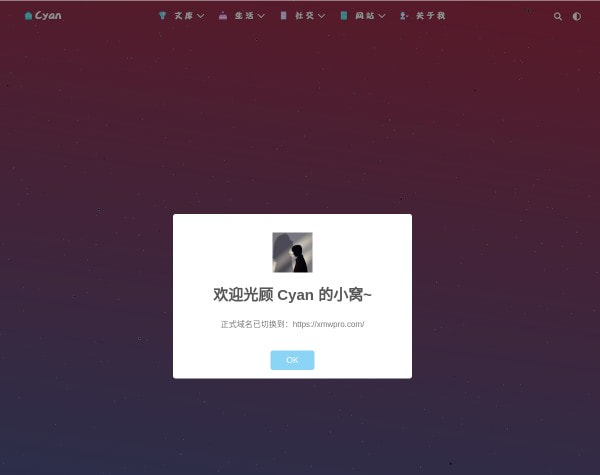 Cyan
文库
生活
社交
网站
关于我
欢迎光顾 Cyan 的小窝~
正式域名已切换到：https://xmwpro.com/
OK